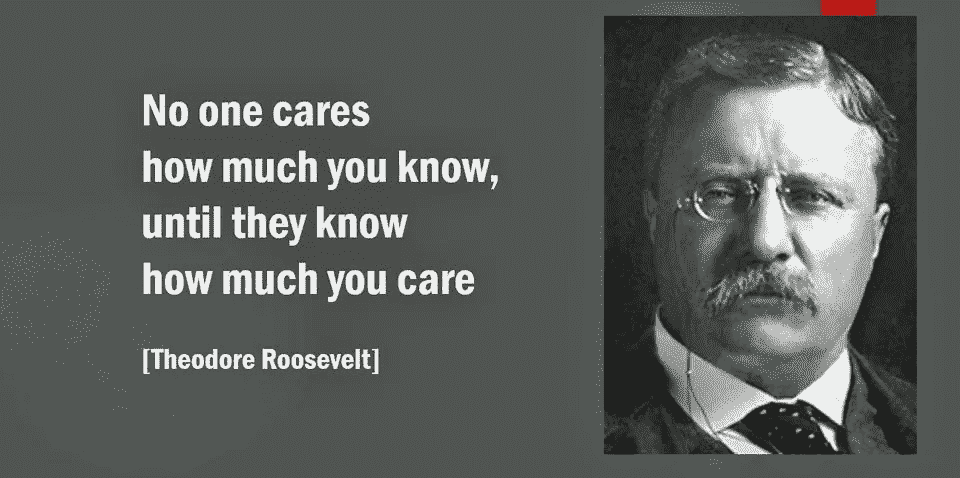 No one cares
how much you know,
until they know
how much you care
[Theodore Roosevelt]